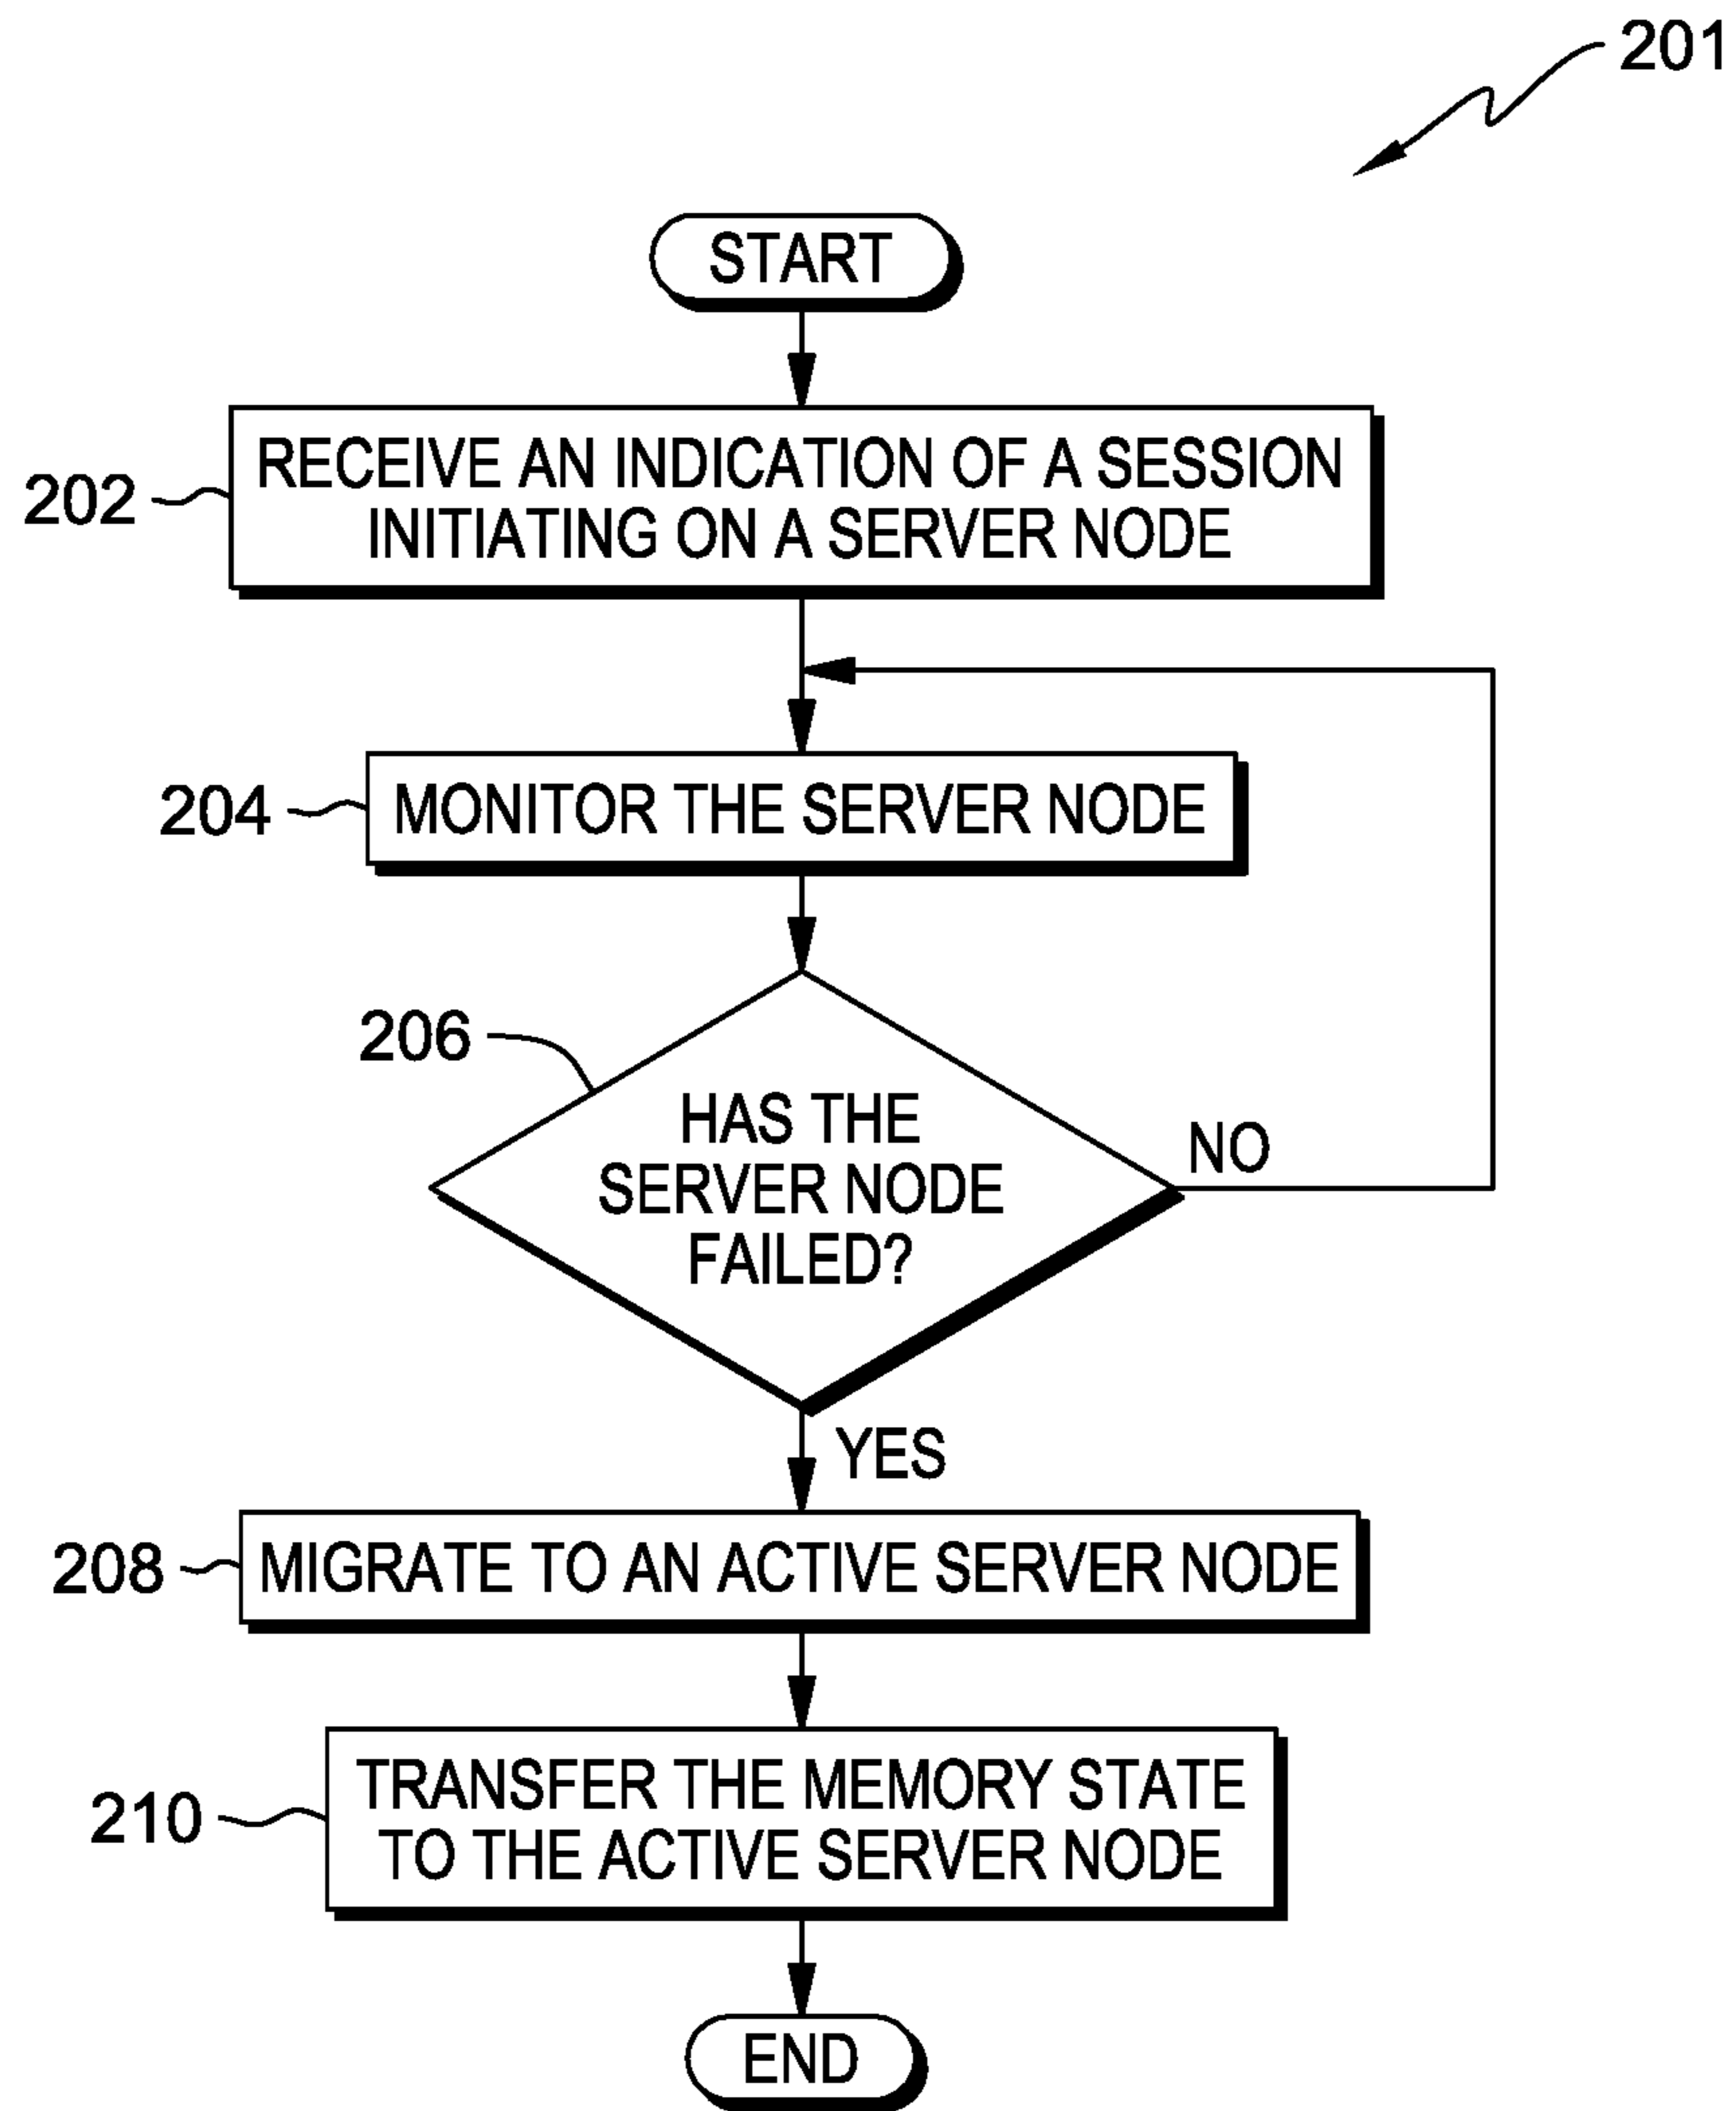 201
START
202
RECEIVE AN INDICATION OF A SESSION
INITIATING ON A SERVER NODE
204
MONITOR THE SERVER NODE
206
HAS THE
SERVER NODE
FAILED?
NO
YES
208
MIGRATE TO AN ACTIVE SERVER NODE
210
TRANSFER THE MEMORY STATE
TO THE ACTIVE SERVER NODE
END